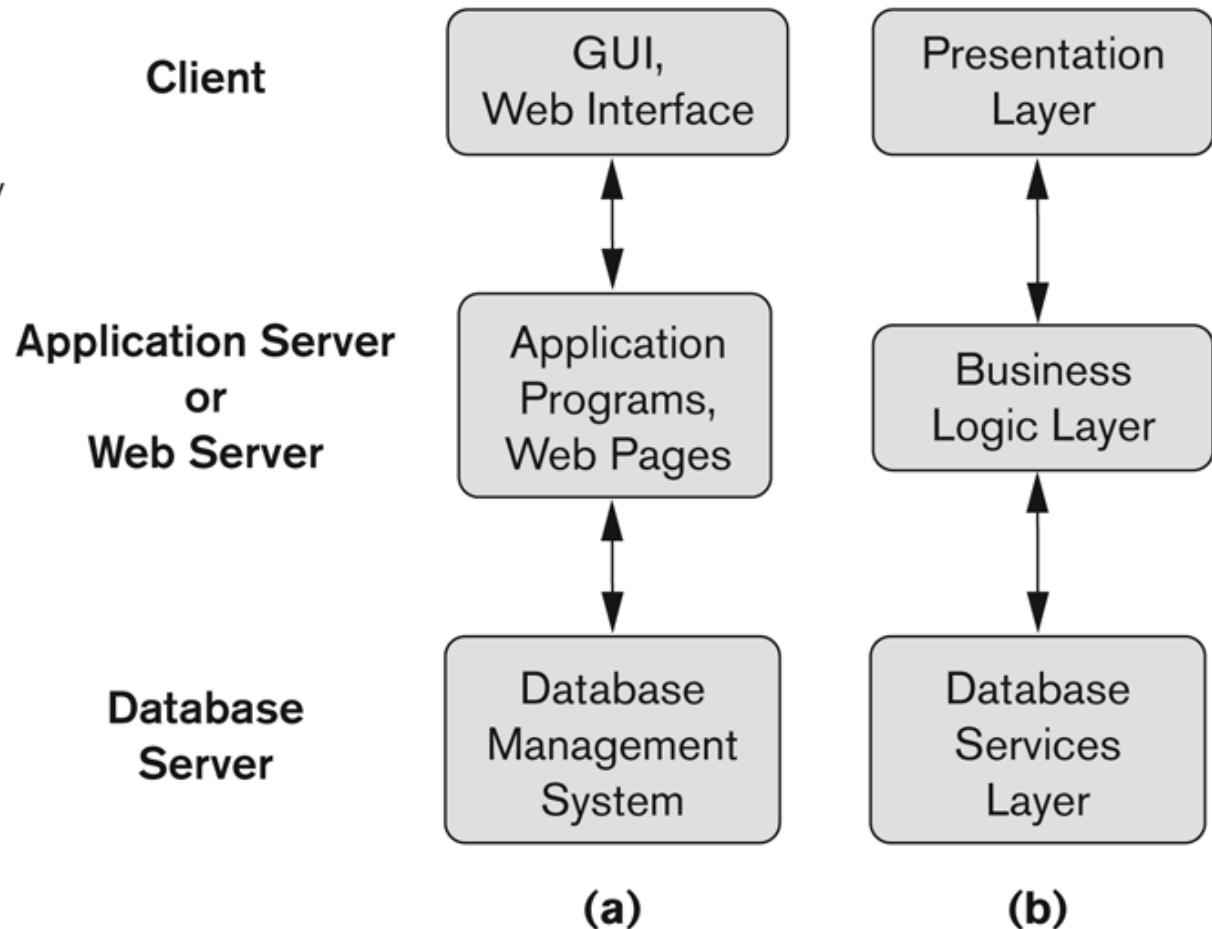 Client
GUI,
Web Interface
Presentation
Layer
Application Server
or
Web Server
Application
Programs,
Web Pages
Business
Logic Layer
Database
Server
Database
Management
System
Database
Services
Layer
(a)
(b)